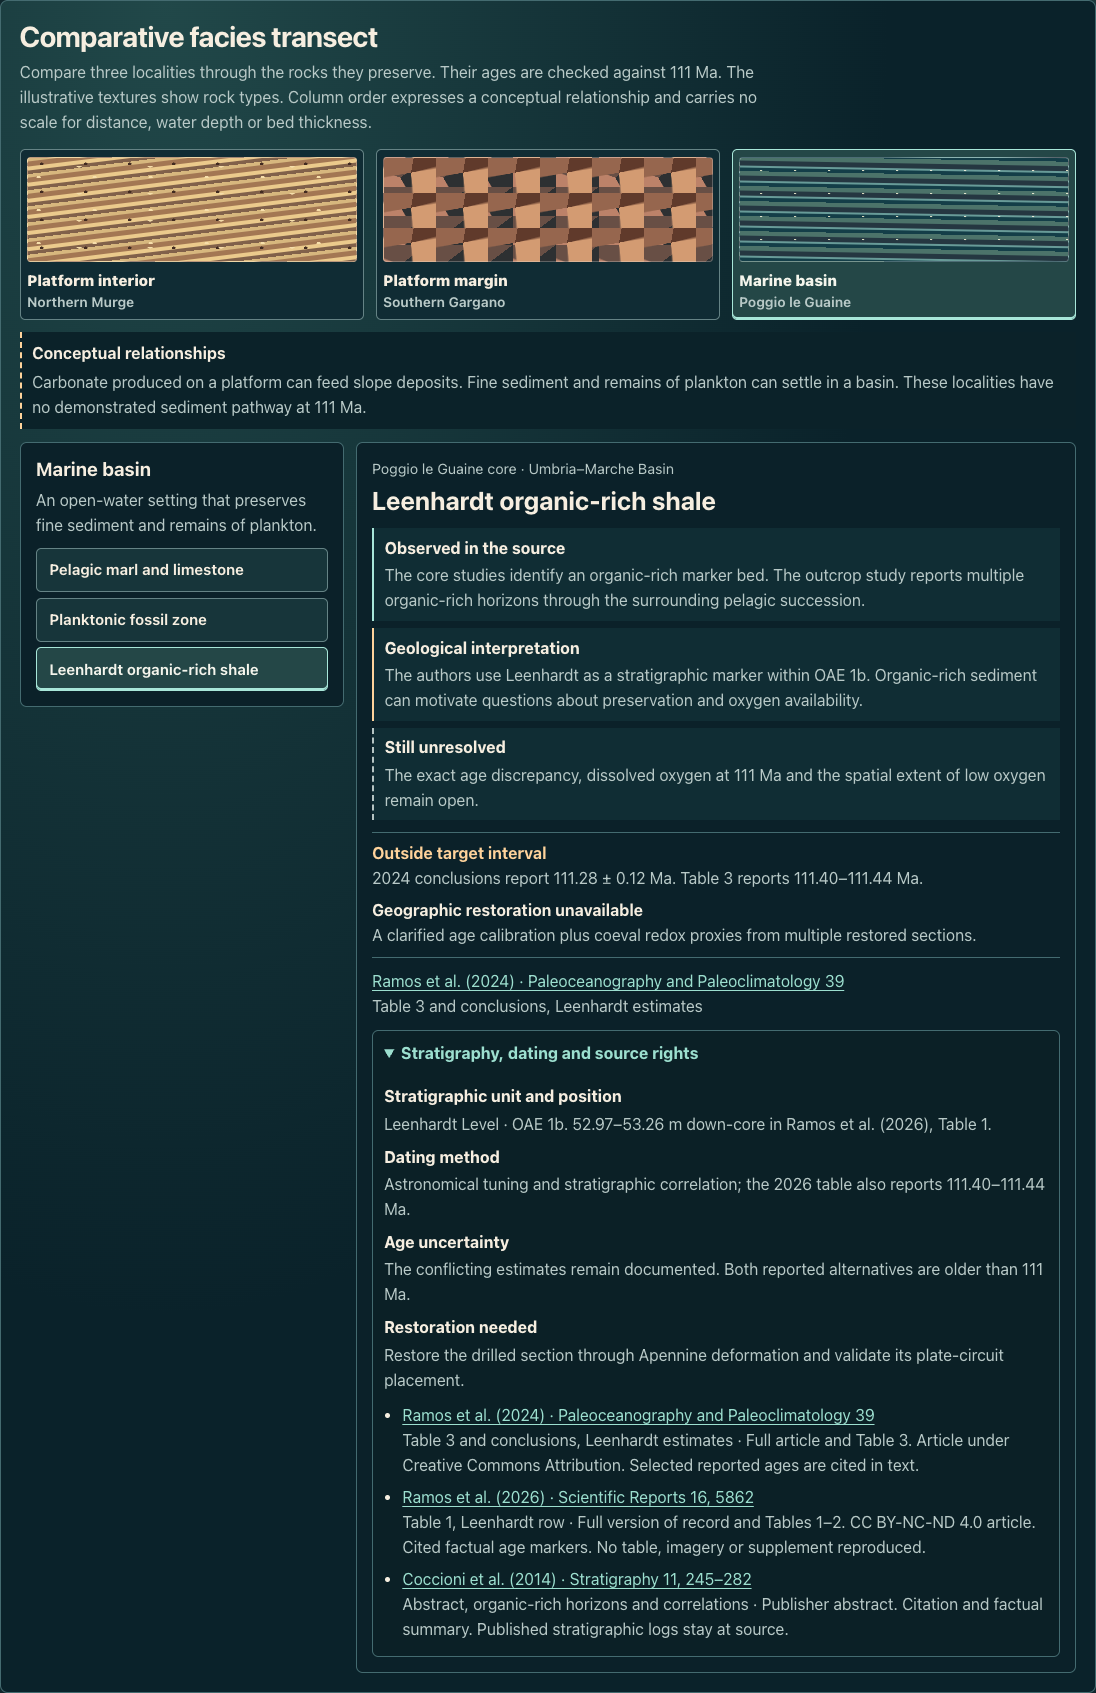 Comparative facies transect
Compare three localities through the rocks they preserve. Their ages are checked against 111 Ma. The
illustrative textures show rock types. Column order expresses a conceptual relationship and carries no
scale for distance, water depth or bed thickness.
Platform interior
Northern Murge
Platform margin
Southern Gargano
Marine basin
Poggio le Guaine
Conceptual relationships
Carbonate produced on a platform can feed slope deposits. Fine sediment and remains of plankton can settle in a basin. These localities have
no demonstrated sediment pathway at 111 Ma.
Marine basin
An open-water setting that preserves
fine sediment and remains of plankton.
Pelagic marl and limestone
Planktonic fossil zone
Leenhardt organic-rich shale
Poggio le Guaine core · Umbria–Marche Basin
Leenhardt organic-rich shale
Observed in the source
The core studies identify an organic-rich marker bed. The outcrop study reports multiple
organic-rich horizons through the surrounding pelagic succession.
Geological interpretation
The authors use Leenhardt as a stratigraphic marker within OAE 1b. Organic-rich sediment
can motivate questions about preservation and oxygen availability.
Still unresolved
The exact age discrepancy, dissolved oxygen at 111 Ma and the spatial extent of low oxygen
remain open.
Outside target interval
2024 conclusions report 111.28 ± 0.12 Ma. Table 3 reports 111.40–111.44 Ma.
Geographic restoration unavailable
A clarified age calibration plus coeval redox proxies from multiple restored sections.
Ramos et al. (2024) · Paleoceanography and Paleoclimatology 39
Table 3 and conclusions, Leenhardt estimates
▼ Stratigraphy, dating and source rights
Stratigraphic unit and position
Leenhardt Level · OAE 1b. 52.97–53.26 m down-core in Ramos et al. (2026), Table 1.
Dating method
Astronomical tuning and stratigraphic correlation; the 2026 table also reports 111.40–111.44
Ma.
Age uncertainty
The conflicting estimates remain documented. Both reported alternatives are older than 111
Ma.
Restoration needed
Restore the drilled section through Apennine deformation and validate its plate-circuit
placement.
• Ramos et al. (2024) · Paleoceanography and Paleoclimatology 39
Table 3 and conclusions, Leenhardt estimates · Full article and Table 3. Article under
Creative Commons Attribution. Selected reported ages are cited in text.
• Ramos et al. (2026) · Scientific Reports 16, 5862
Table 1, Leenhardt row · Full version of record and Tables 1–2. CC BY-NC-ND 4.0 article.
Cited factual age markers. No table, imagery or supplement reproduced.
• Coccioni et al. (2014) · Stratigraphy 11, 245–282
Abstract, organic-rich horizons and correlations · Publisher abstract. Citation and factual
summary. Published stratigraphic logs stay at source.